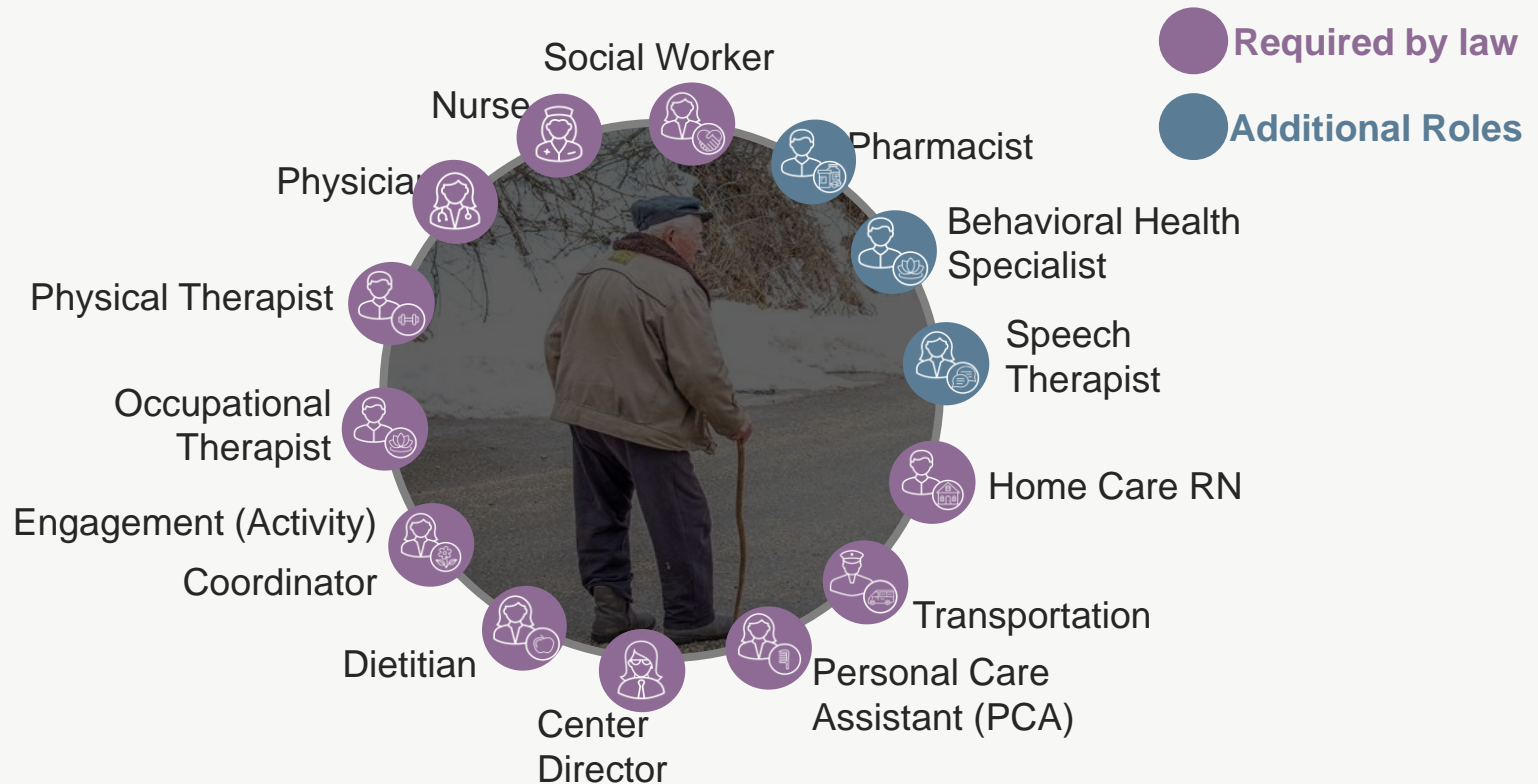 Required by law
Additional Roles
Social Worker
Nurse
Pharmacist
Physician
Behavioral Health
Specialist
Physical Therapist
Speech
Therapist
Occupational
Therapist
Home Care RN
Engagement (Activity)
Coordinator
Transportation
Dietitian
Personal Care
Assistant (PCA)
Center
Director